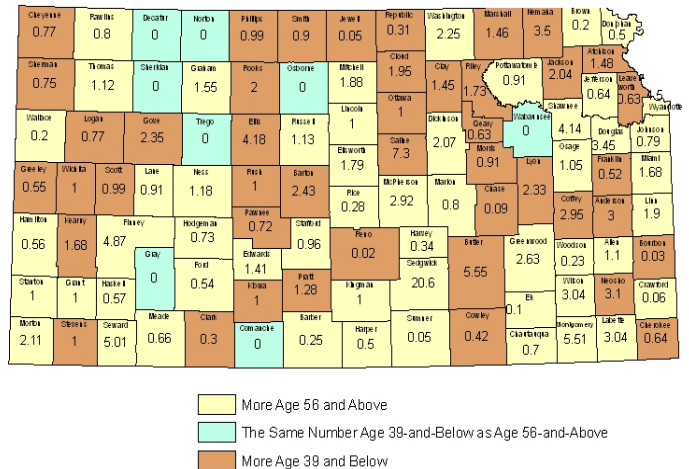 Cheyenne Rawlins Decatur Norton Phillips Smith Jewell Republic Washington Marshall Nemaha Brown Doniphan
0.77 0.8 0 0 0.99 0.9 0.05 0.31 2.25 1.46 3.5 0.2 0.5
Sherman Thomas Sheridan Graham Rooks Osborne Mitchell Cloud Clay Riley Pottawatomie Jackson Atchison
0.75 1.12 0 1.55 2 0 1.88 1.95 1.45 1.73 0.91 2.04 1.48
Jefferson Leavenworth Wyandotte
0.64 0.63 4.5
Lincoln Ottawa
1 1
Wallace Logan Gove Trego Ellis Russell Dickinson Geary Wabaunsee Shawnee Douglas Johnson
0.2 0.77 2.35 0 4.18 1.13 2.07 0.63 0 4.14 3.45 0.79
Ellsworth Saline Morris Lyon Osage Franklin Miami
1.79 7.3 0.91 2.33 1.05 0.52 1.68
Greeley Wichita Scott Lane Ness Rush Barton
0.55 1 0.99 0.91 1.18 1 2.43
Rice McPherson Marion Chase Coffey Anderson Linn
0.28 2.92 0.8 0.09 2.95 3 1.9
Hamilton Kearny Finney Hodgeman Pawnee Stafford
0.56 1.68 4.87 0.73 0.72 0.96
Reno Harvey Butler Greenwood Woodson Allen Bourbon
0.02 0.34 5.55 2.63 0.23 1.1 0.03
Gray Ford Edwards Pratt Sedgwick
0 0.54 1.41 1.28 20.6
Stanton Grant Haskell Kiowa Kingman Elk Wilson Neosho Crawford
1 1 0.57 1 1 0.1 3.04 3.1 0.06
Morton Stevens Seward Meade Clark Comanche Barber Harper Sumner Cowley Chautauqua Montgomery Labette Cherokee
2.11 1 5.01 0.66 0.3 0 0.25 0.5 0.05 0.42 0.7 5.51 3.04 0.64
More Age 56 and Above
The Same Number Age 39-and-Below as Age 56-and-Above
More Age 39 and Below